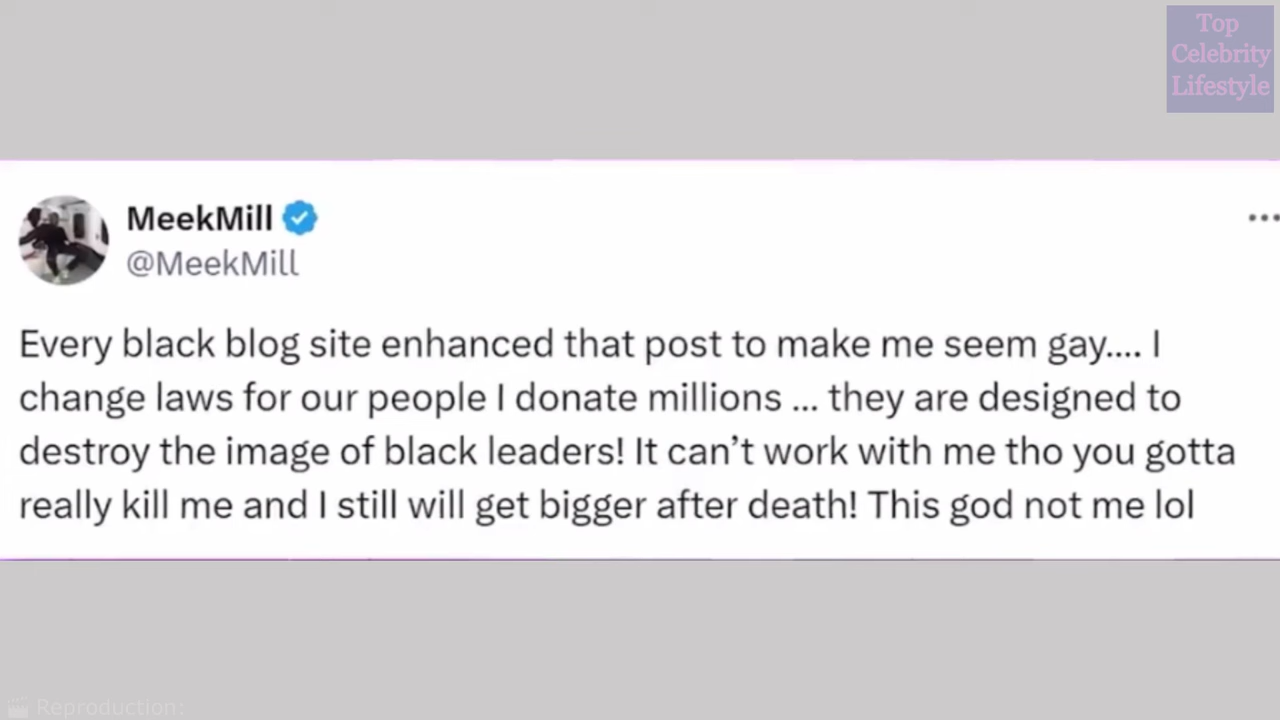 Top
Celebrity
Lifestyle
MeekMill
@MeekMill
Every black blog site enhanced that post to make me seem gay.... I
change laws for our people I donate millions ... they are designed to
destroy the image of black leaders! It can’t work with me tho you gotta
really kill me and I still will get bigger after death! This god not me lol
Reproduction: